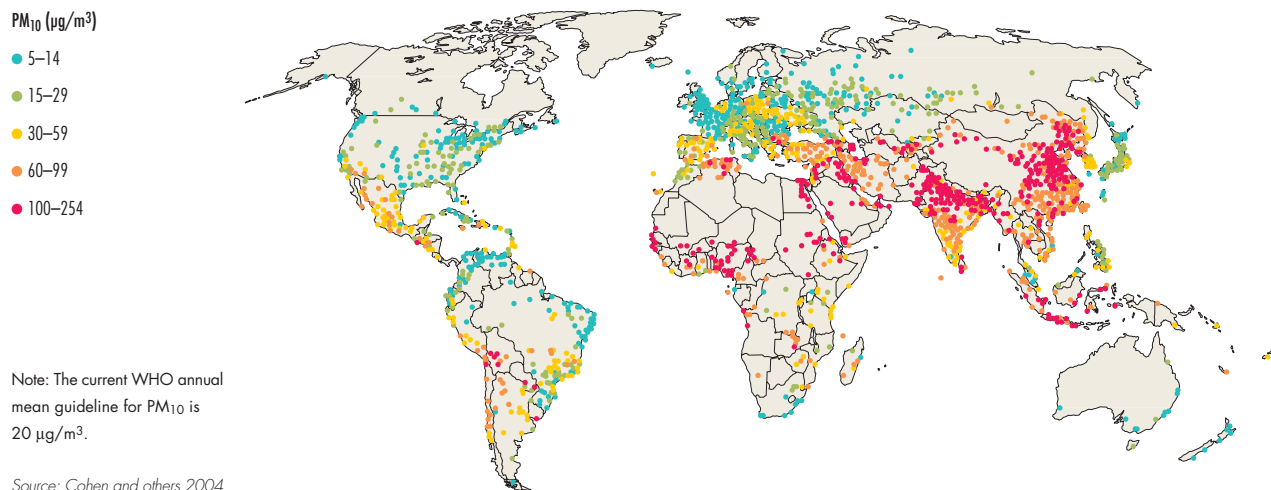 PM10 (µg/m³)
5–14
15–29
30–59
60–99
100–254
Note: The current WHO annual
mean guideline for PM10 is
20 µg/m³.
Source: Cohen and others 2004